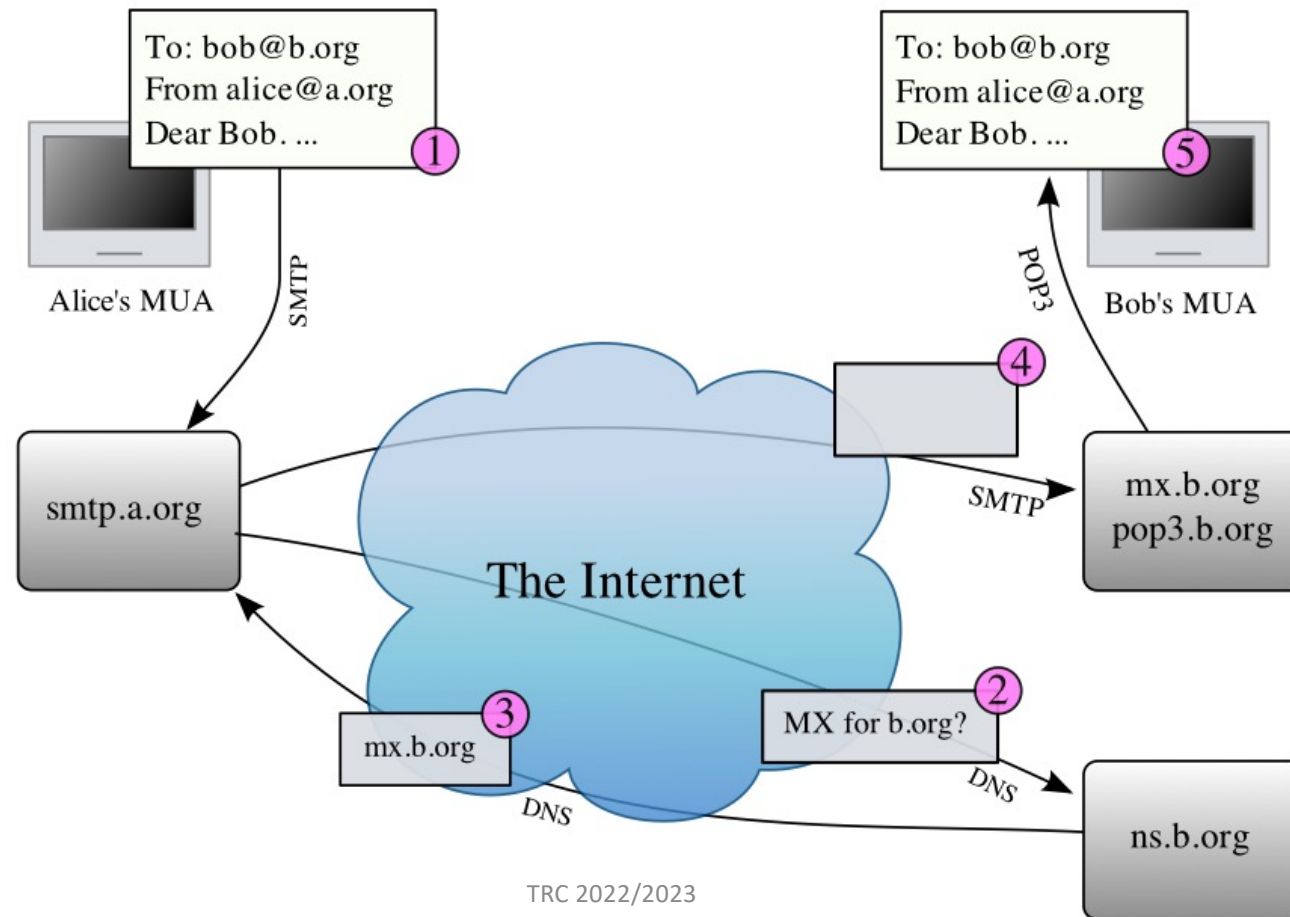 To: bob@b.org
From alice@a.org
Dear Bob. ...
1
Alice's MUA
SMTP
To: bob@b.org
From alice@a.org
Dear Bob. ...
5
Bob's MUA
POP3
4
SMTP
smtp.a.org
mx.b.org
pop3.b.org
The Internet
2
MX for b.org?
DNS
3
mx.b.org
DNS
ns.b.org
TRC 2022/2023